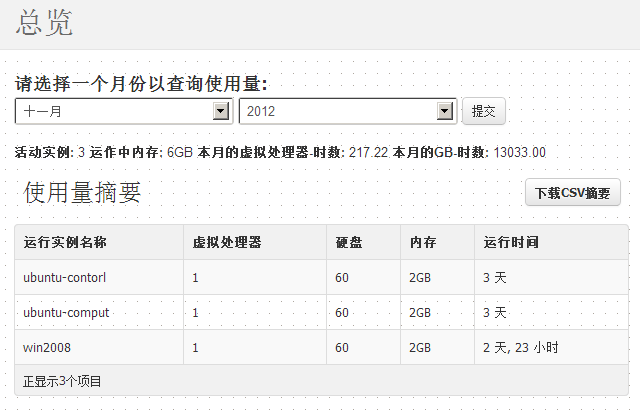 总览
请选择一个月份以查询使用量:
十一月 2012 提交
活动实例: 3 运作中内存: 6GB 本月的虚拟处理器-时数: 217.22 本月的GB-时数: 13033.00
使用量摘要 下载CSV摘要
运行实例名称 虚拟处理器 硬盘 内存 运行时间
ubuntu-contorl 1 60 2GB 3 天
ubuntu-comput 1 60 2GB 3 天
win2008 1 60 2GB 2 天, 23 小时
正显示3个项目